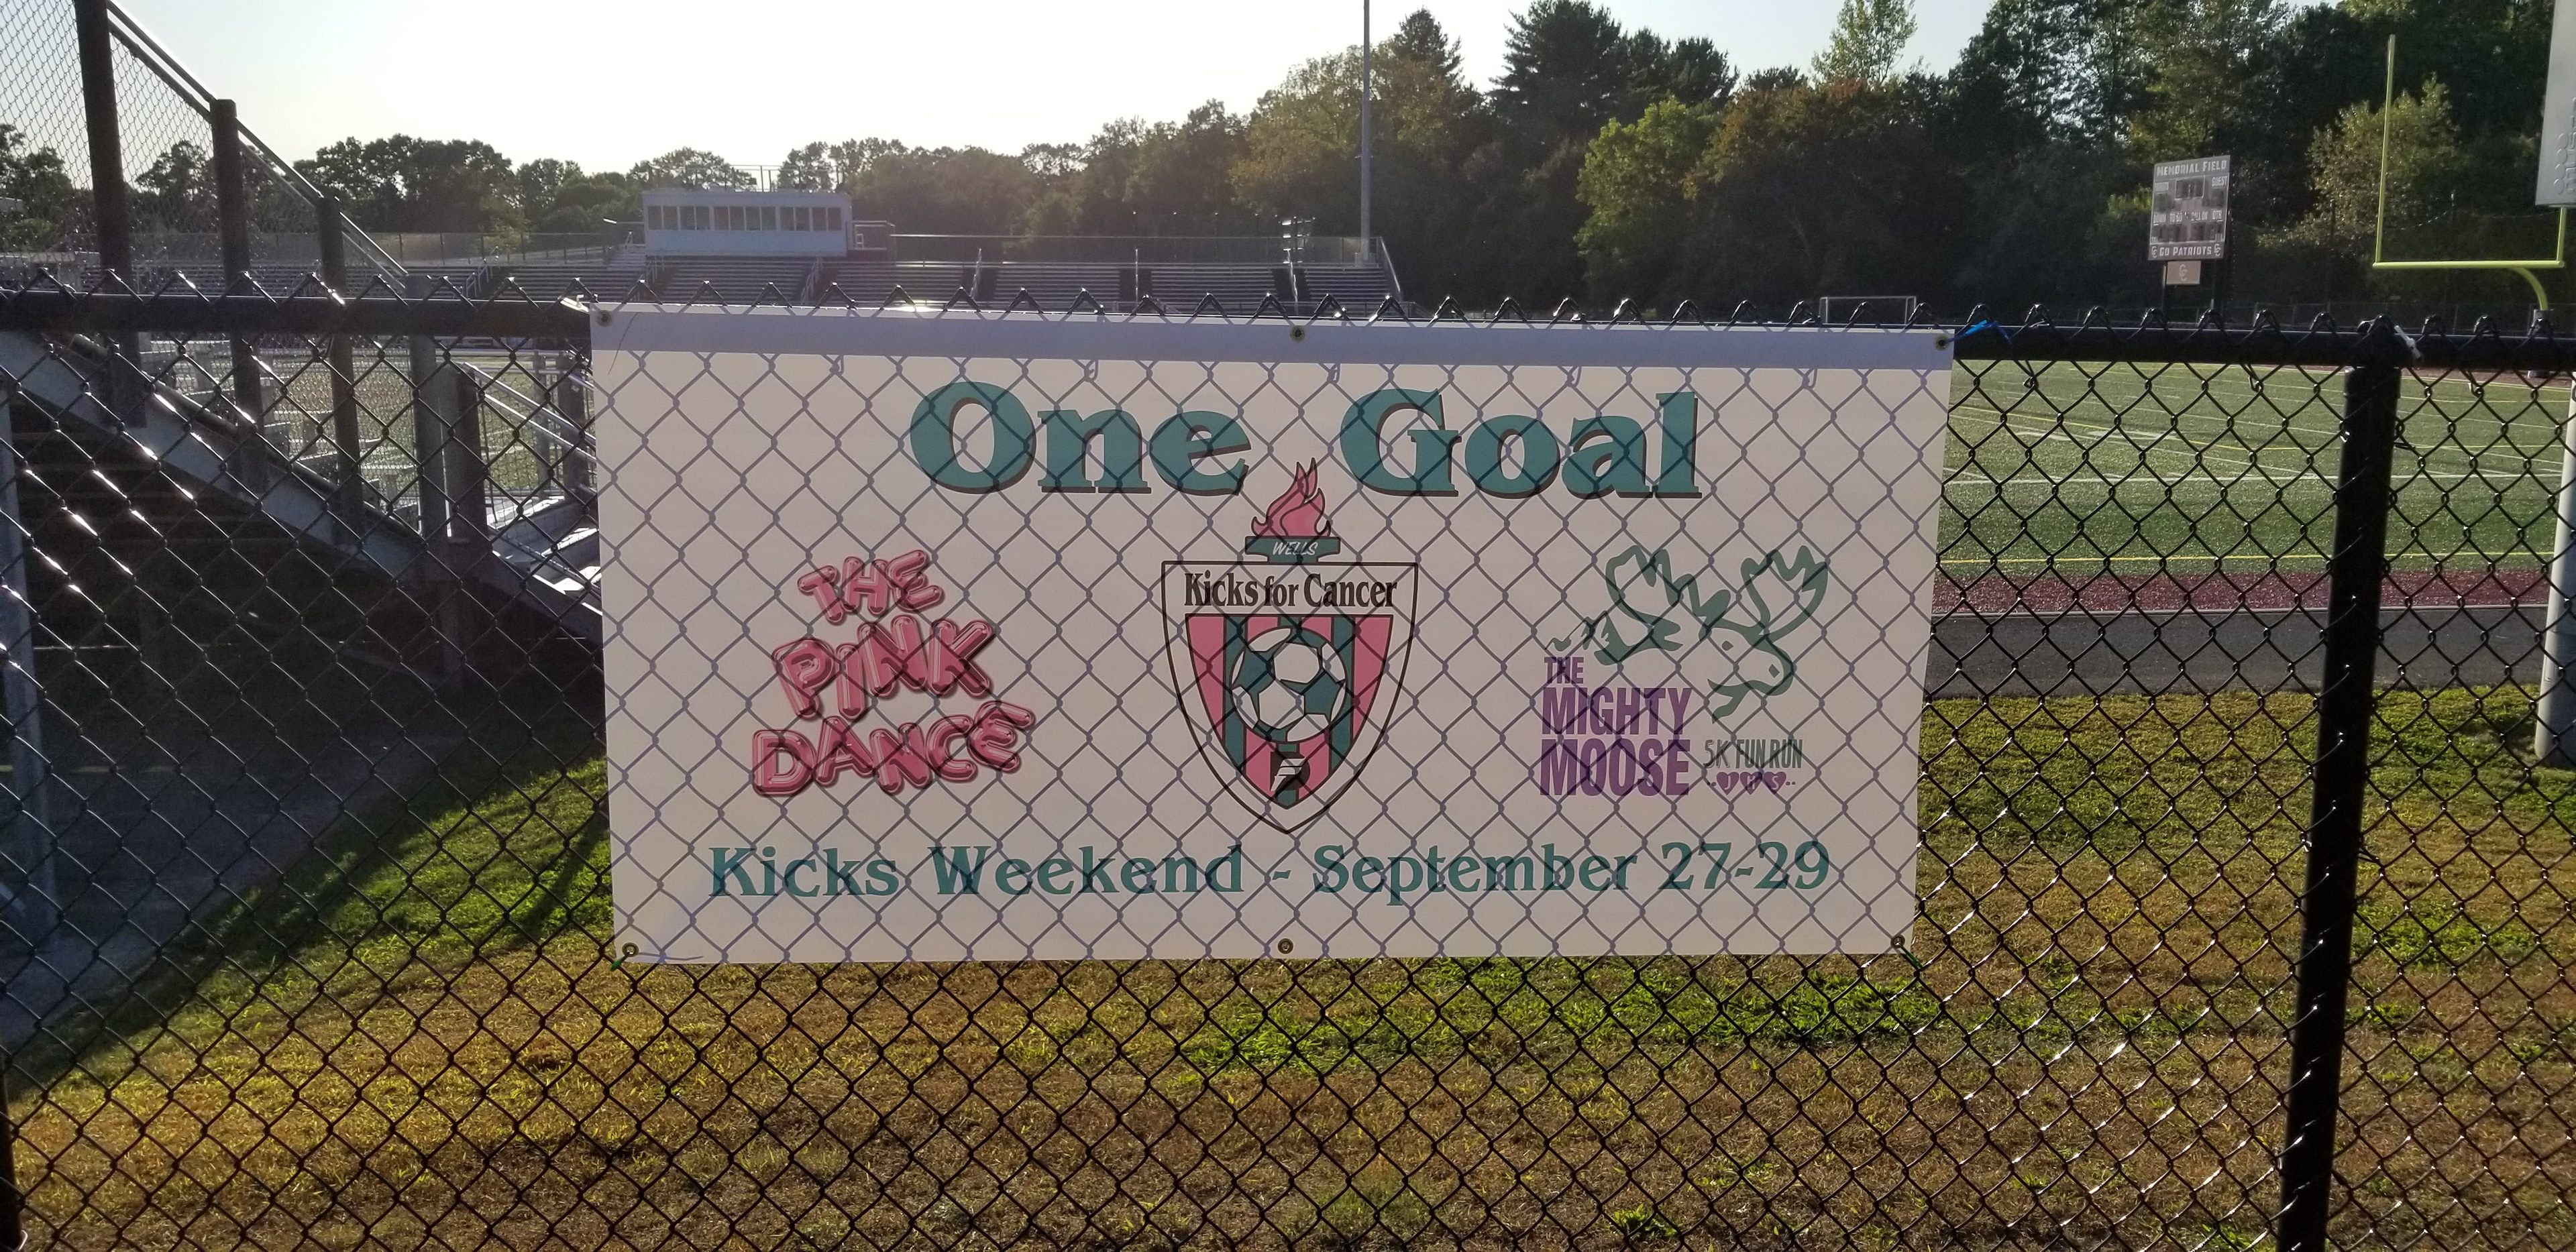 MEMORIAL FIELD
GUEST
GO PATRIOTS
One Goal
WELLS
Kicks for Cancer
THE
PINK
DANCE
THE
MIGHTY
MOOSE
5K FUN RUN
Kicks Weekend - September 27-29